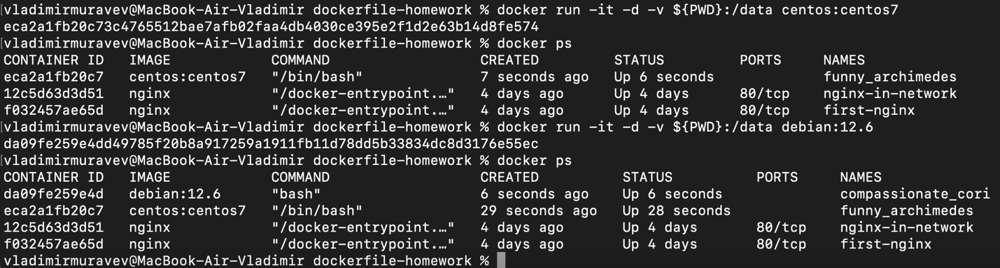 [vladimirmuravev@MacBook-Air-Vladimir dockerfile-homework % docker run -it -d -v ${PWD}:/data centos:centos7
eca2a1fb20c73c4765512bae7afb02faa4db4030ce395e2f1d2e63b14d8fe574
[vladimirmuravev@MacBook-Air-Vladimir dockerfile-homework % docker ps
CONTAINER ID   IMAGE            COMMAND                  CREATED         STATUS         PORTS     NAMES
eca2a1fb20c7   centos:centos7   "/bin/bash"              7 seconds ago   Up 6 seconds             funny_archimedes
12c5d63d3d51   nginx            "/docker-entrypoint.…"   4 days ago      Up 4 days      80/tcp    nginx-in-network
f032457ae65d   nginx            "/docker-entrypoint.…"   4 days ago      Up 4 days      80/tcp    first-nginx
[vladimirmuravev@MacBook-Air-Vladimir dockerfile-homework % docker run -it -d -v ${PWD}:/data debian:12.6
da09fe259e4dd49785f20b8a917259a1911fb11d78dd5b33834dc8d3176e55ec
[vladimirmuravev@MacBook-Air-Vladimir dockerfile-homework % docker ps
CONTAINER ID   IMAGE            COMMAND                  CREATED          STATUS          PORTS     NAMES
da09fe259e4d   debian:12.6      "bash"                   6 seconds ago    Up 6 seconds              compassionate_cori
eca2a1fb20c7   centos:centos7   "/bin/bash"              29 seconds ago   Up 28 seconds             funny_archimedes
12c5d63d3d51   nginx            "/docker-entrypoint.…"   4 days ago       Up 4 days       80/tcp    nginx-in-network
f032457ae65d   nginx            "/docker-entrypoint.…"   4 days ago       Up 4 days       80/tcp    first-nginx
vladimirmuravev@MacBook-Air-Vladimir dockerfile-homework %